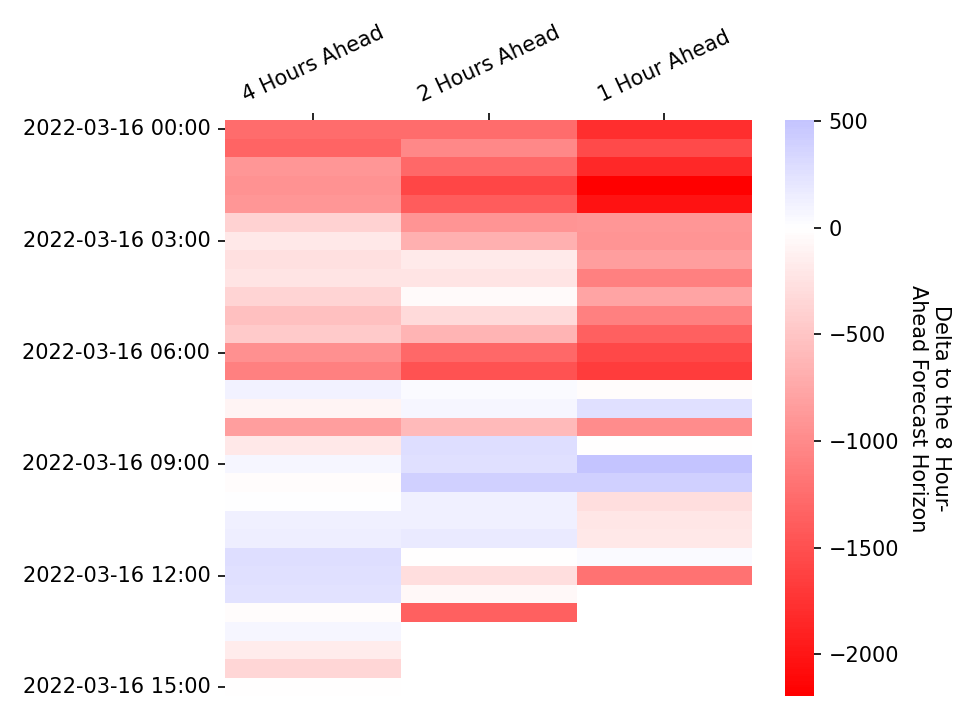 4 Hours Ahead
2 Hours Ahead
1 Hour Ahead
2022-03-16 00:00
2022-03-16 03:00
2022-03-16 06:00
2022-03-16 09:00
2022-03-16 12:00
2022-03-16 15:00
500
0
−500
−1000
−1500
−2000
Delta to the 8 Hour-
Ahead Forecast Horizon